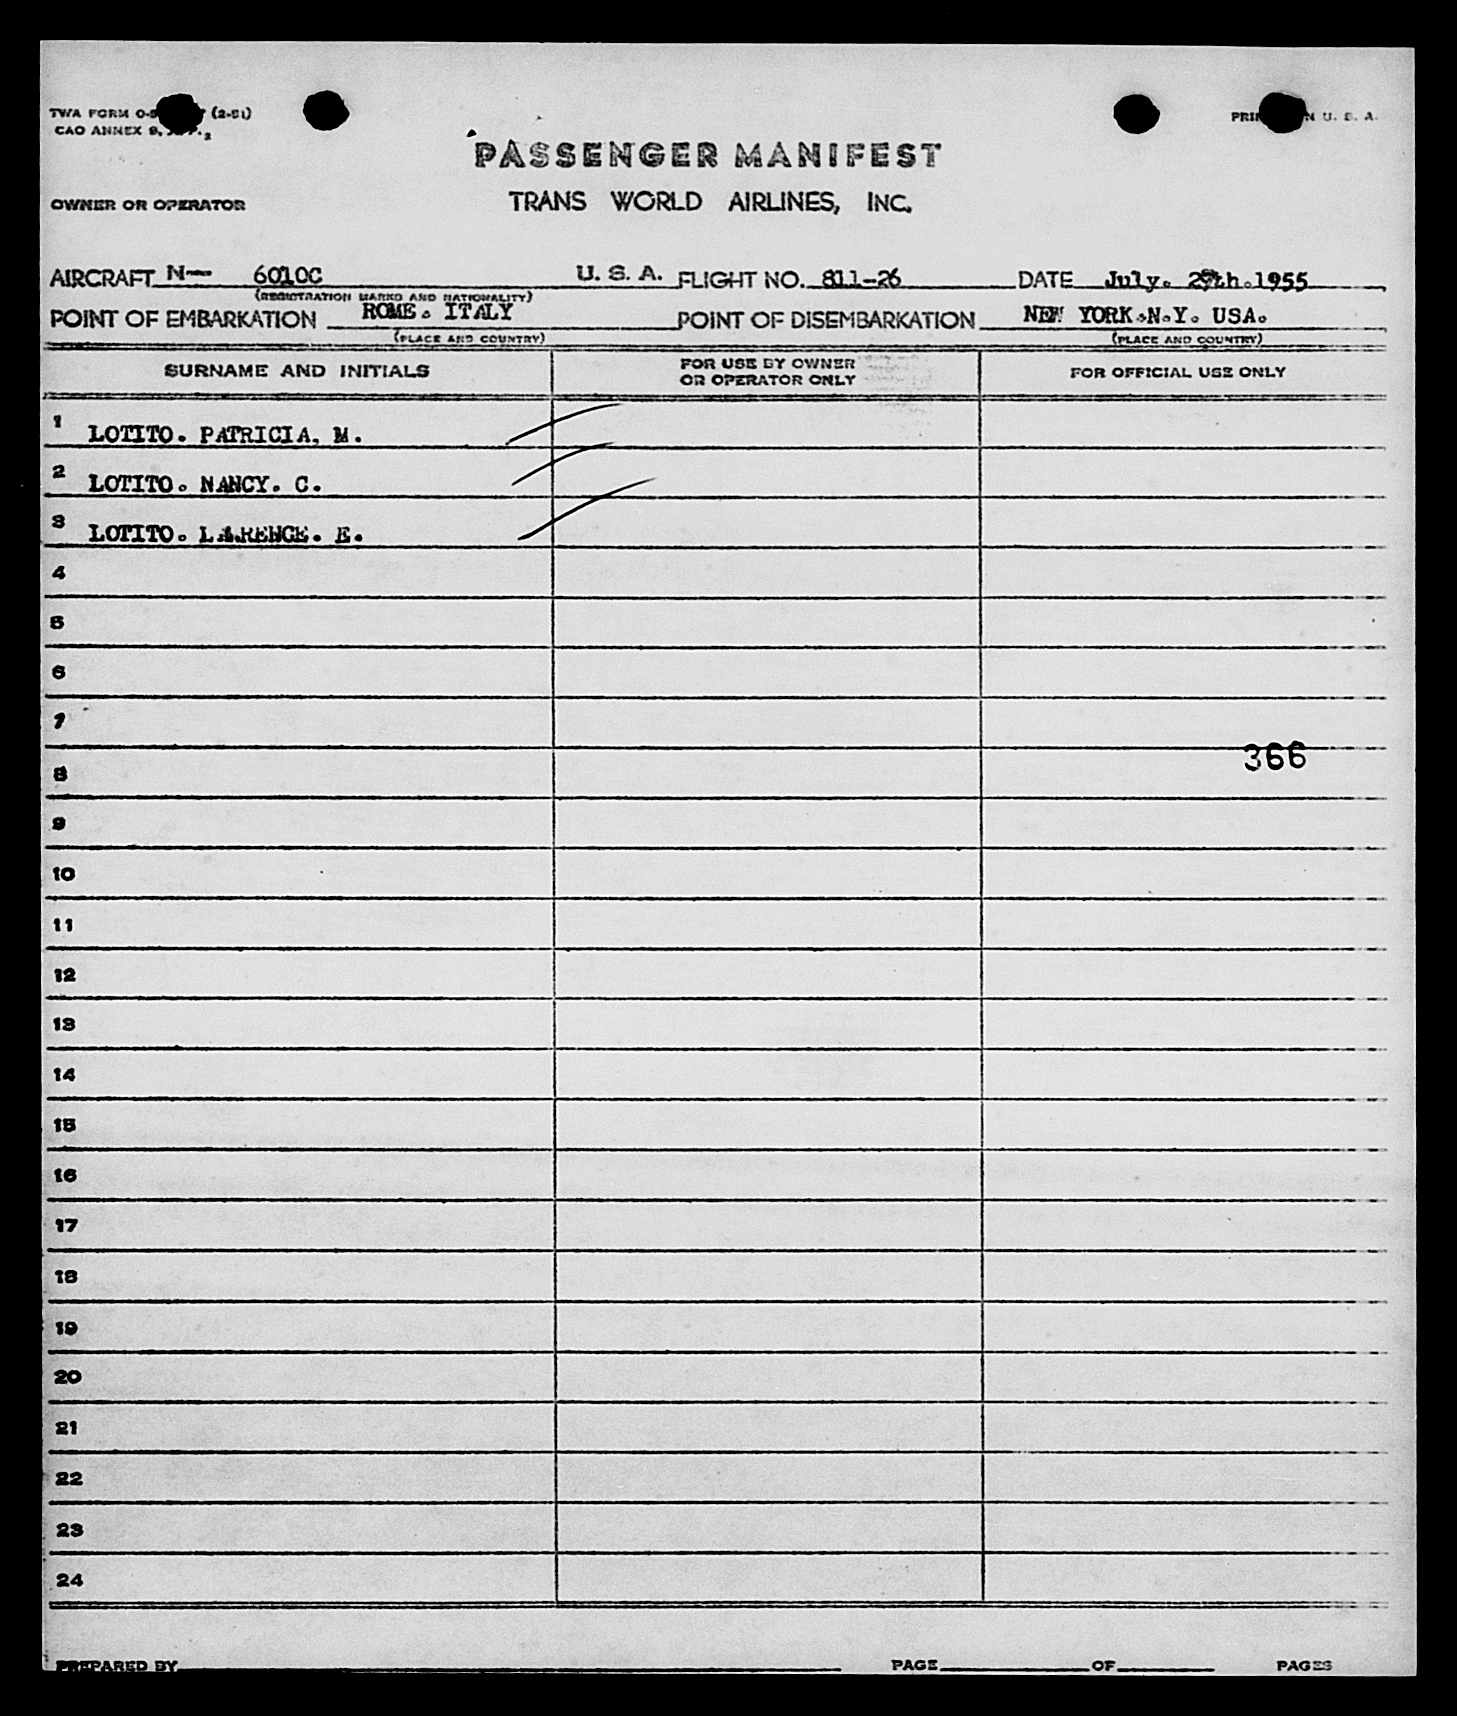 TWA FORM (2-51)
CAO ANNEX 9,
PASSENGER MANIFEST
OWNER OR OPERATOR TRANS WORLD AIRLINES, INC.
AIRCRAFT N— 6010C U. S. A. FLIGHT NO. 811-26 DATE July. 1955
(REGISTRATION MARKS AND NATIONALITY)
POINT OF EMBARKATION ROME. ITALY POINT OF DISEMBARKATION NEW YORK.N.Y. USA.
(PLACE AND COUNTRY) (PLACE AND COUNTRY)
SURNAME AND INITIALS FOR USE BY OWNER OR OPERATOR ONLY FOR OFFICIAL USE ONLY
1 LOTITO. PATRICIA, M.
2 LOTITO. NANCY. C.
3 LOTITO. E.
4
5
6
7
366
8
9
10
11
12
13
14
15
16
17
18
19
20
21
22
23
24
PREPARED BY PAGE OF PAGES